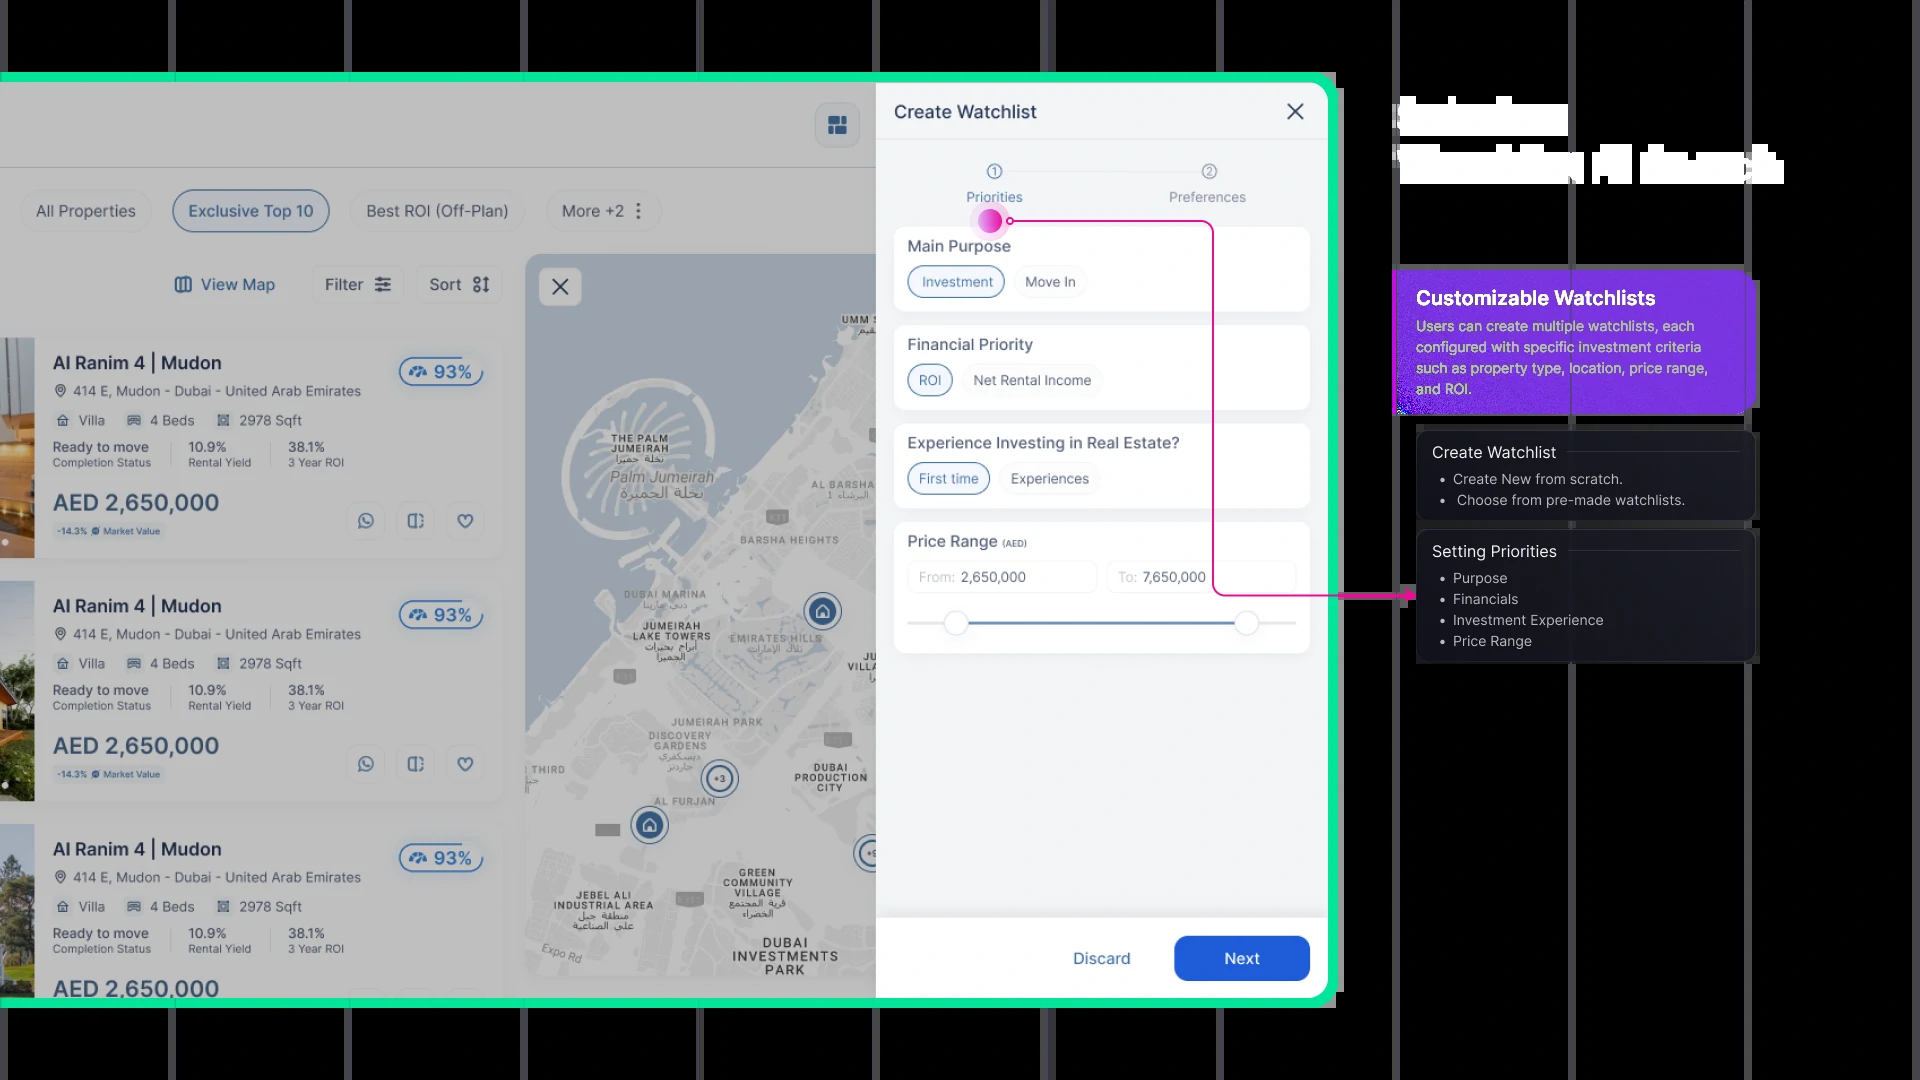 All Properties
Exclusive Top 10
Best ROI (Off-Plan)
More +2
View Map
Filter
Sort
Al Ranim 4 | Mudon
93%
414 E, Mudon - Dubai - United Arab Emirates
Villa 4 Beds 2978 Sqft
Ready to move 10.9% 38.1%
Completion Status Rental Yield 3 Year ROI
AED 2,650,000
-14.3% Market Value
Al Ranim 4 | Mudon
93%
414 E, Mudon - Dubai - United Arab Emirates
Villa 4 Beds 2978 Sqft
Ready to move 10.9% 38.1%
Completion Status Rental Yield 3 Year ROI
AED 2,650,000
-14.3% Market Value
Al Ranim 4 | Mudon
93%
414 E, Mudon - Dubai - United Arab Emirates
Villa 4 Beds 2978 Sqft
Ready to move 10.9% 38.1%
Completion Status Rental Yield 3 Year ROI
AED 2,650,000
UMM
THE PALM
JUMEIRAH
نخلة جميرا
Palm Jumeirah
نخلة الجميرة
AL BARSHA
البرشاء 1
BARSHA HEIGHTS
DUBAI MARINA
دبي مارينا
JUMEIRAH
LAKE TOWERS
أبراج بحيرات
الجميرا
EMIRATES HILLS
تلال الإمارات
JU
VILLA
JUMEIRAH PARK
DISCOVERY
GARDENS
ديسكفري
جاردنز
THIRD
+3
DUBAI
PRODUCTION
CITY
AL FURJAN
GREEN
COMMUNITY
VILLAGE
قرية المجتمع
الخضراء
JEBEL ALI
INDUSTRIAL AREA
منطقة جبل
علي الصناعية
Expo Rd
DUBAI
INVESTMENTS
PARK
Create Watchlist
1
2
Priorities
Preferences
Main Purpose
Investment Move In
Financial Priority
ROI Net Rental Income
Experience Investing in Real Estate?
First time Experiences
Price Range (AED)
From: 2,650,000 To: 7,650,000
Discard
Next
Customizable Watchlists
Users can create multiple watchlists, each
configured with specific investment criteria
such as property type, location, price range,
and ROI.
Create Watchlist
• Create New from scratch.
• Choose from pre-made watchlists.
Setting Priorities
• Purpose
• Financials
• Investment Experience
• Price Range